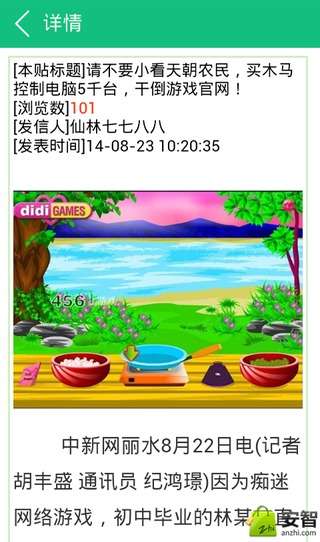 详情
[本贴标题]请不要小看天朝农民，买木马
控制电脑5千台，干倒游戏官网！
[浏览数]101
[发信人]仙林七七八八
[发表时间]14-08-23 10:20:35
didi GAMES
456
中新网丽水8月22日电(记者
胡丰盛 通讯员 纪鸿璟)因为痴迷
网络游戏，初中毕业的林某
安智
anzhi.com